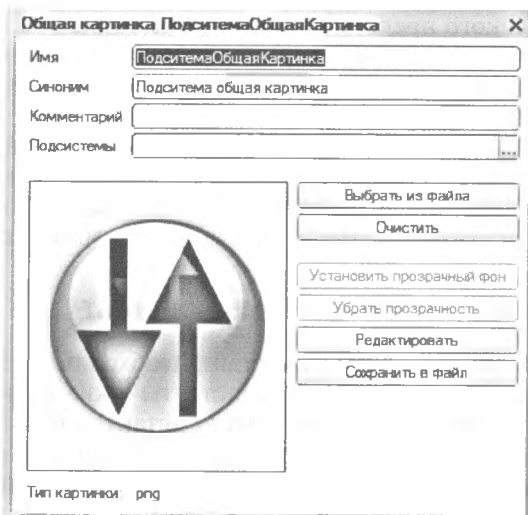 Общая картинка ПодситемаОбщаяКартинка
Имя ПодситемаОбщаяКартинка
Синоним Подситема общая картинка
Комментарий
Подсистемы ...
Выбрать из файла
Очистить
Установить прозрачный фон
Убрать прозрачность
Редактировать
Сохранить в файл
Тип картинки: png